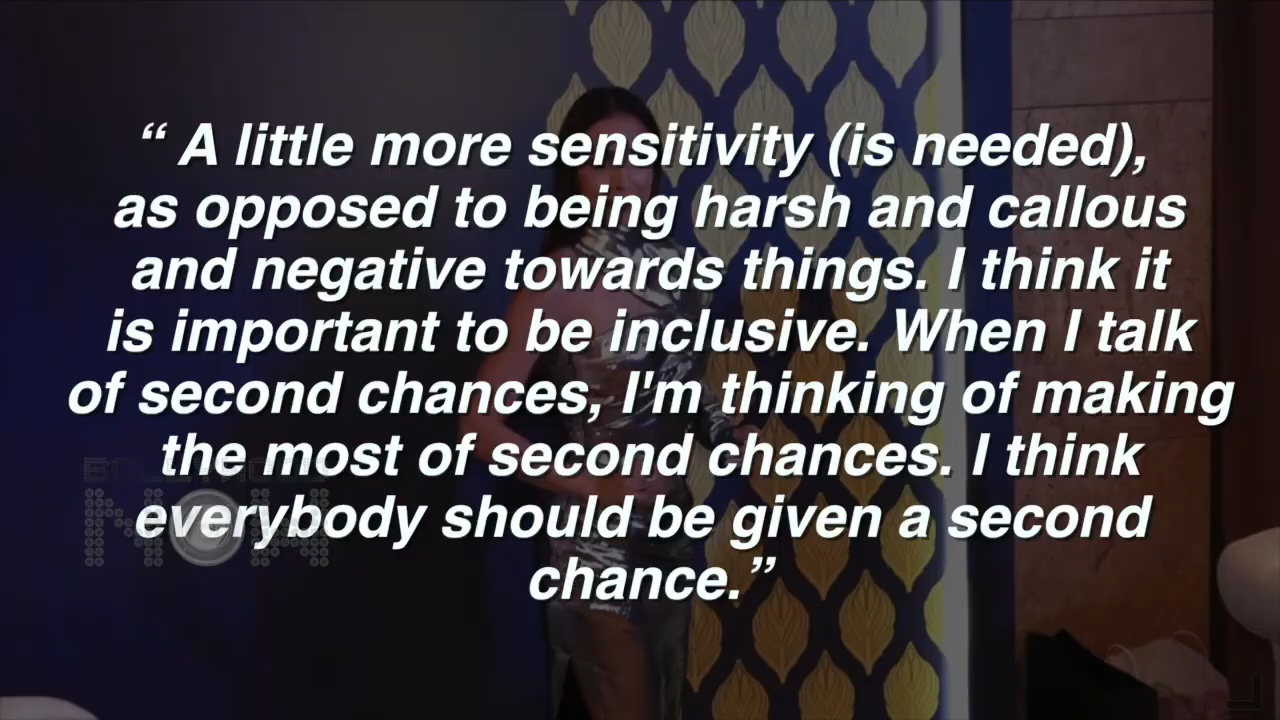 “ A little more sensitivity (is needed),
as opposed to being harsh and callous
and negative towards things. I think it
is important to be inclusive. When I talk
of second chances, I'm thinking of making
the most of second chances. I think
everybody should be given a second
chance.”
BOLLYWOOD
NOW